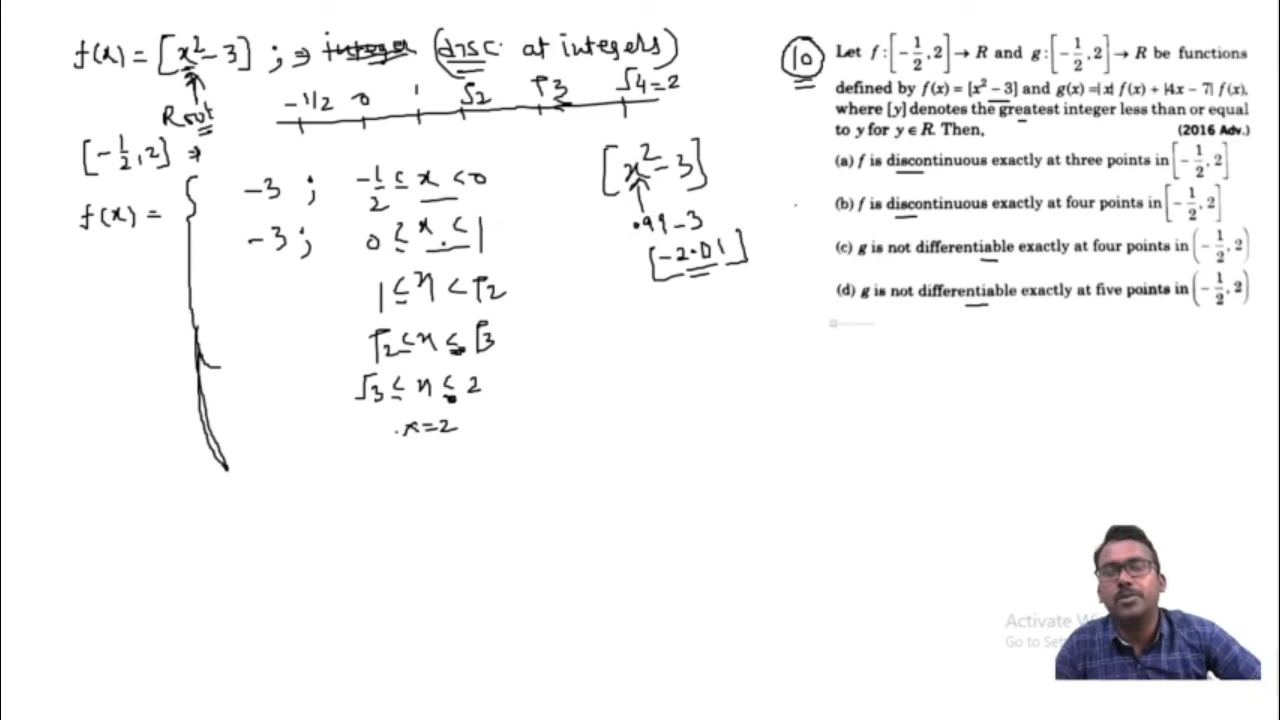 f(x) = [x² − 3] ; ⇒ (disc. at integers)
Root
−1/2 0 1 √2 √3 √4=2
[−1/2, 2] ⇒
f(x) =
−3 ; −1/2 ≤ x < 0
−3 ; 0 ≤ x < 1
1 ≤ x < √2
√2 ≤ x ≤ √3
√3 ≤ x ≤ 2
x=2
[x² − 3]
.99 − 3
[−2.01]
10 Let f : [−1/2, 2] → R and g : [−1/2, 2] → R be functions
defined by f(x) = [x² − 3] and g(x) =|x| f(x) + |4x − 7| f(x),
where [y] denotes the greatest integer less than or equal
to y for y ∈ R. Then, (2016 Adv.)
(a) f is discontinuous exactly at three points in [−1/2, 2]
(b) f is discontinuous exactly at four points in [−1/2, 2]
(c) g is not differentiable exactly at four points in (−1/2, 2)
(d) g is not differentiable exactly at five points in (−1/2, 2)
Activate
Go to